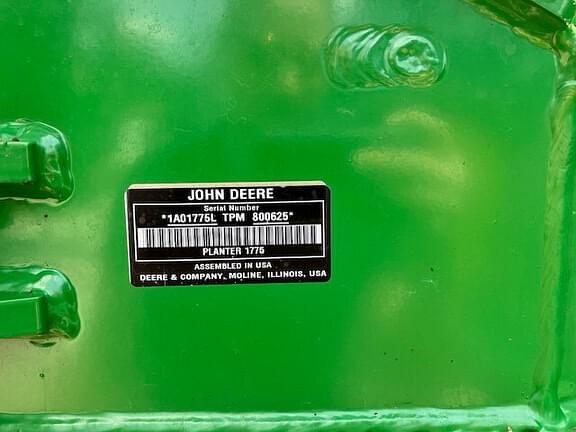 JOHN DEERE
Serial Number
*1A01775L TPM 800625*
PLANTER 1775
ASSEMBLED IN USA
DEERE & COMPANY, MOLINE, ILLINOIS, USA